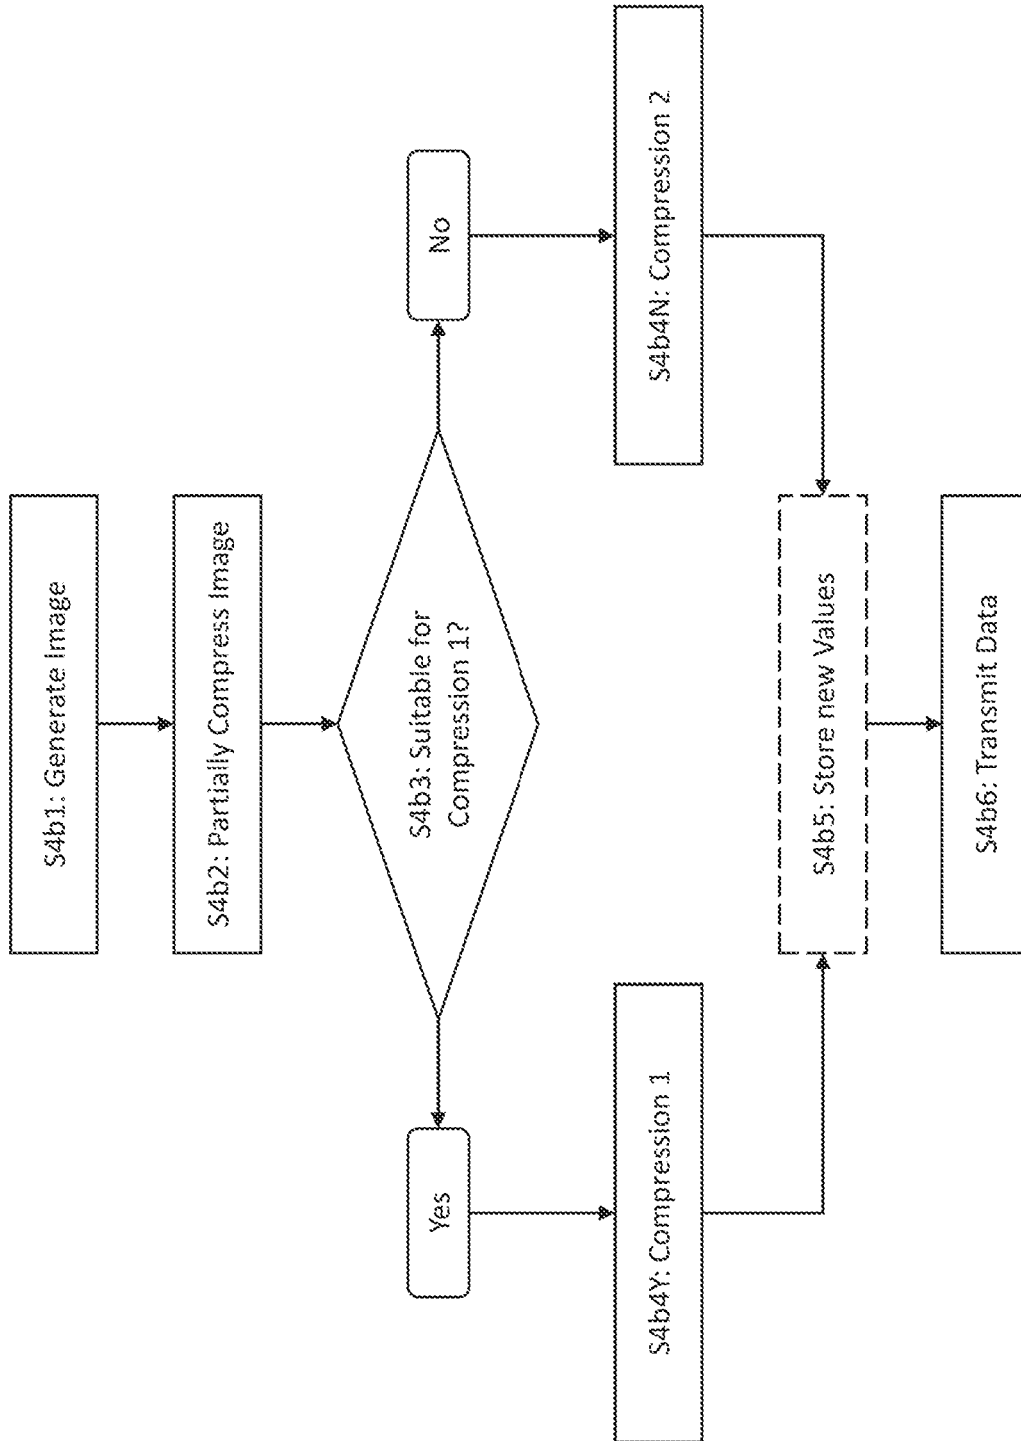 S4b1: Generate Image
S4b2: Partially Compress Image
S4b3: Suitable for
Compression 1?
Yes
No
S4b4Y: Compression 1
S4b4N: Compression 2
S4b5: Store new Values
S4b6: Transmit Data